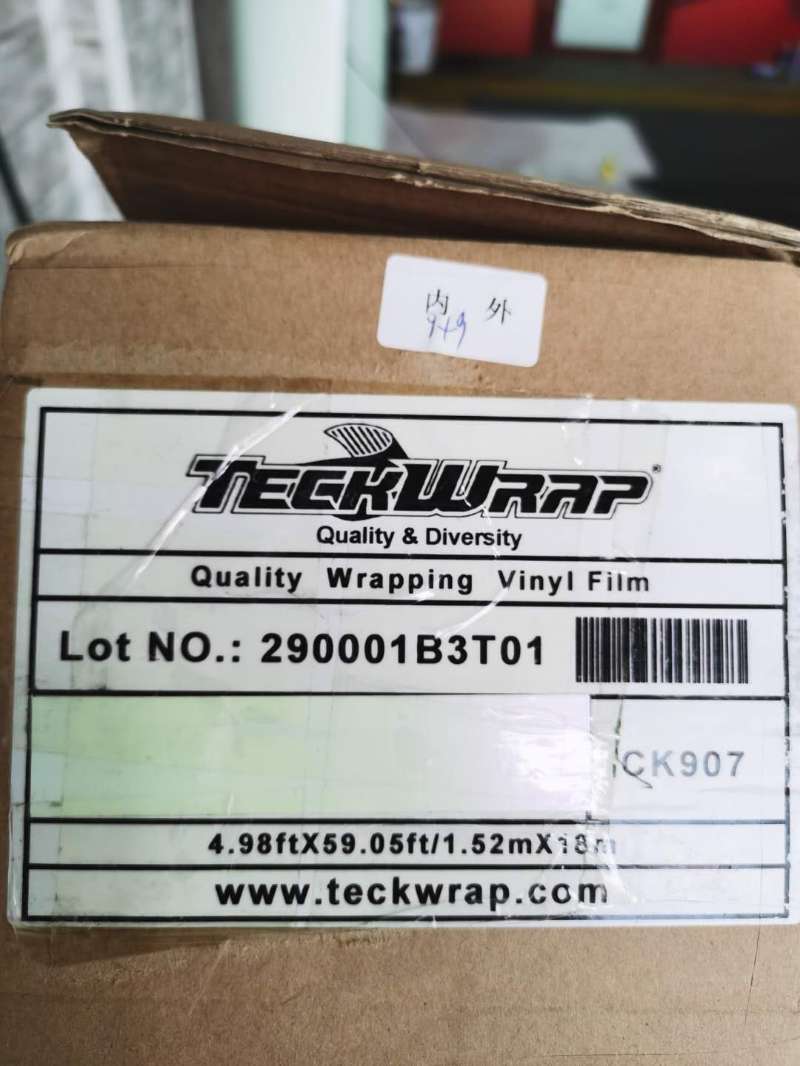 内 外
949
TECKWRAP®
Quality & Diversity
Quality Wrapping Vinyl Film
Lot NO.: 290001B3T01
CK907
4.98ftX59.05ft/1.52mX18m
www.teckwrap.com